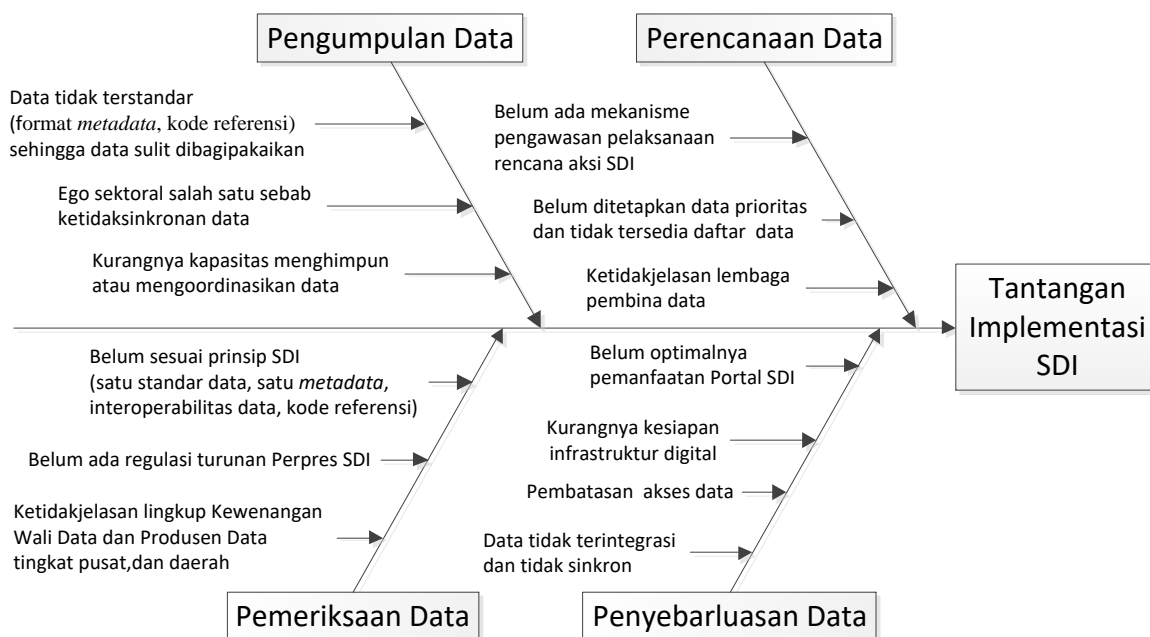 Pengumpulan Data
Perencanaan Data
Data tidak terstandar
(format metadata, kode referensi)
sehingga data sulit dibagipakaikan
Ego sektoral salah satu sebab
ketidaksinkronan data
Kurangnya kapasitas menghimpun
atau mengoordinasikan data
Belum ada mekanisme
pengawasan pelaksanaan
rencana aksi SDI
Belum ditetapkan data prioritas
dan tidak tersedia daftar data
Ketidakjelasan lembaga
pembina data
Tantangan
Implementasi
SDI
Belum sesuai prinsip SDI
(satu standar data, satu metadata,
interoperabilitas data, kode referensi)
Belum ada regulasi turunan Perpres SDI
Ketidakjelasan lingkup Kewenangan
Wali Data dan Produsen Data
tingkat pusat,dan daerah
Belum optimalnya
pemanfaatan Portal SDI
Kurangnya kesiapan
infrastruktur digital
Pembatasan akses data
Data tidak terintegrasi
dan tidak sinkron
Pemeriksaan Data
Penyebarluasan Data